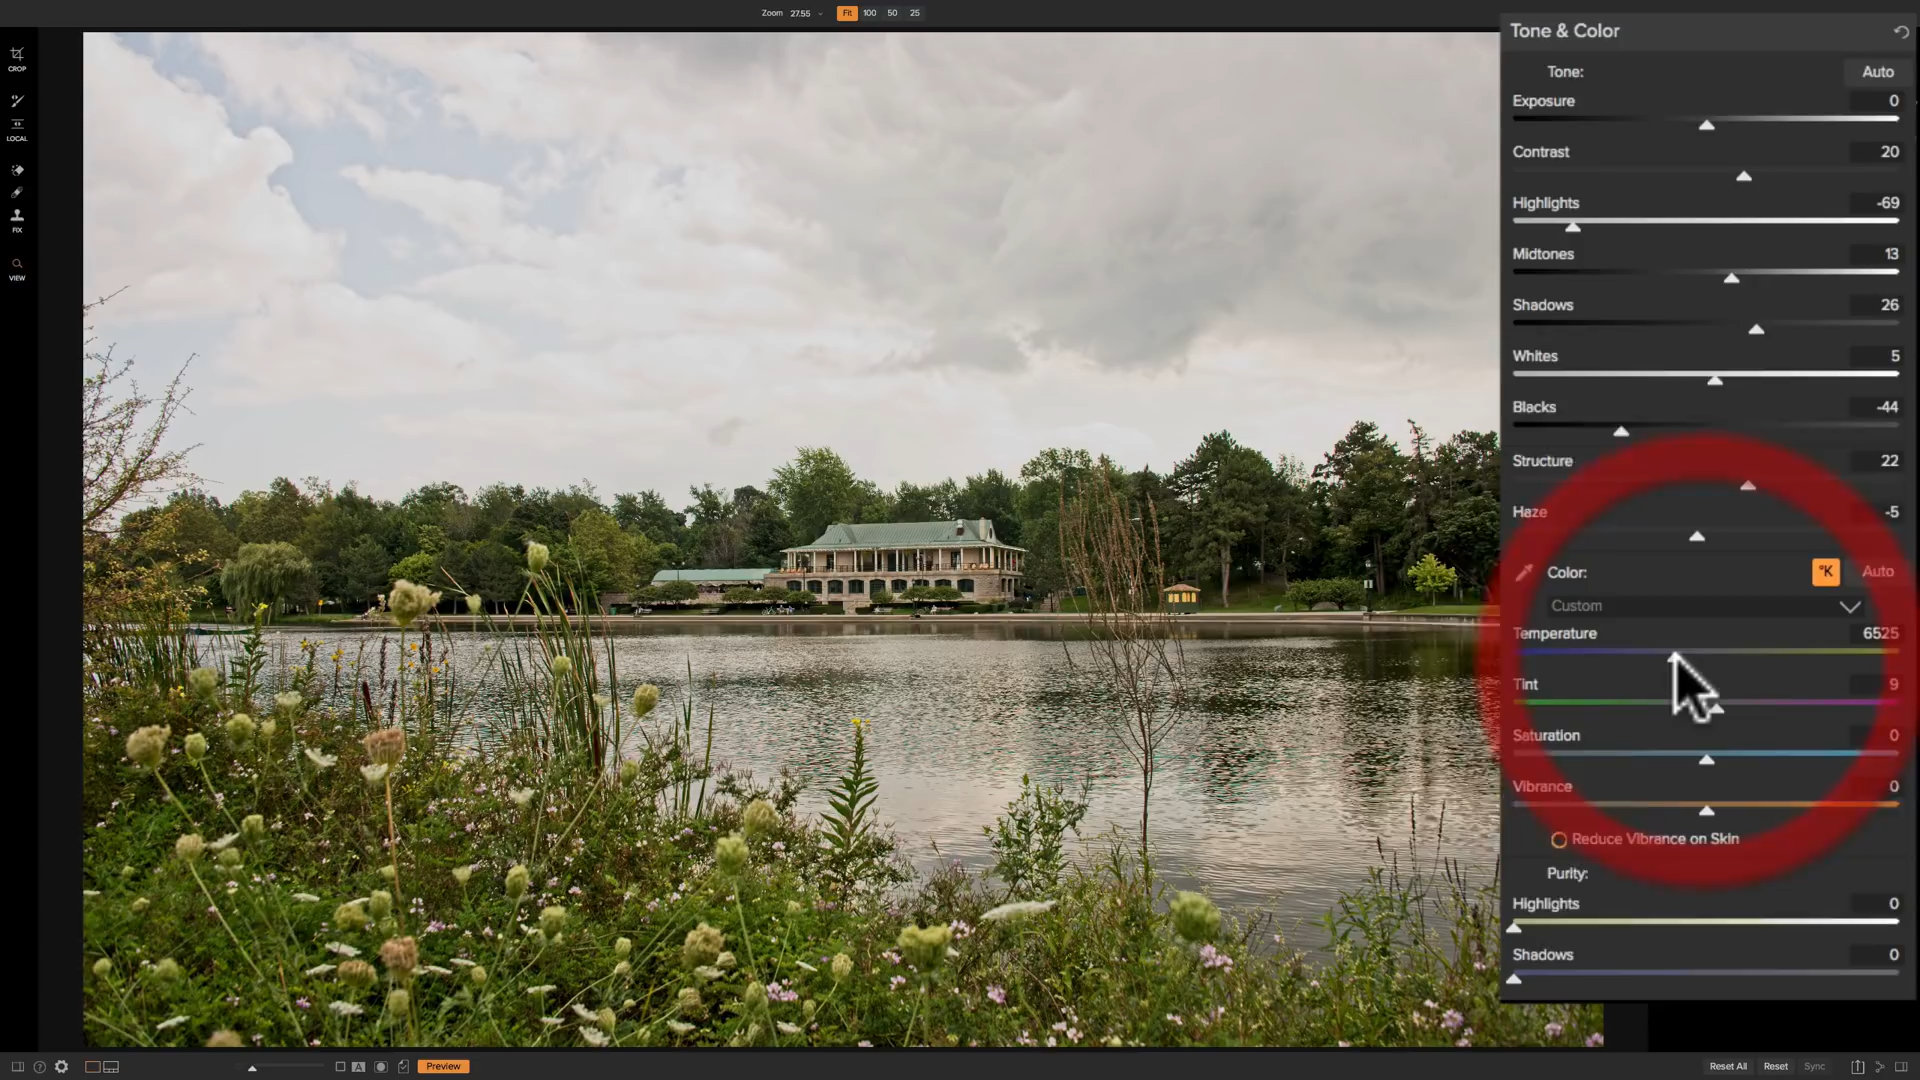 Zoom 27.55 Fit 100 50 25
CROP
LOCAL
FIX
VIEW
Tone & Color
Tone: Auto
Exposure 0
Contrast 20
Highlights -69
Midtones 13
Shadows 26
Whites 5
Blacks -44
Structure 22
Haze -5
Color: °K Auto
Custom
Temperature 6525
Tint 9
Saturation 0
Vibrance 0
Reduce Vibrance on Skin
Purity:
Highlights 0
Shadows 0
? A Preview Reset All Reset Sync